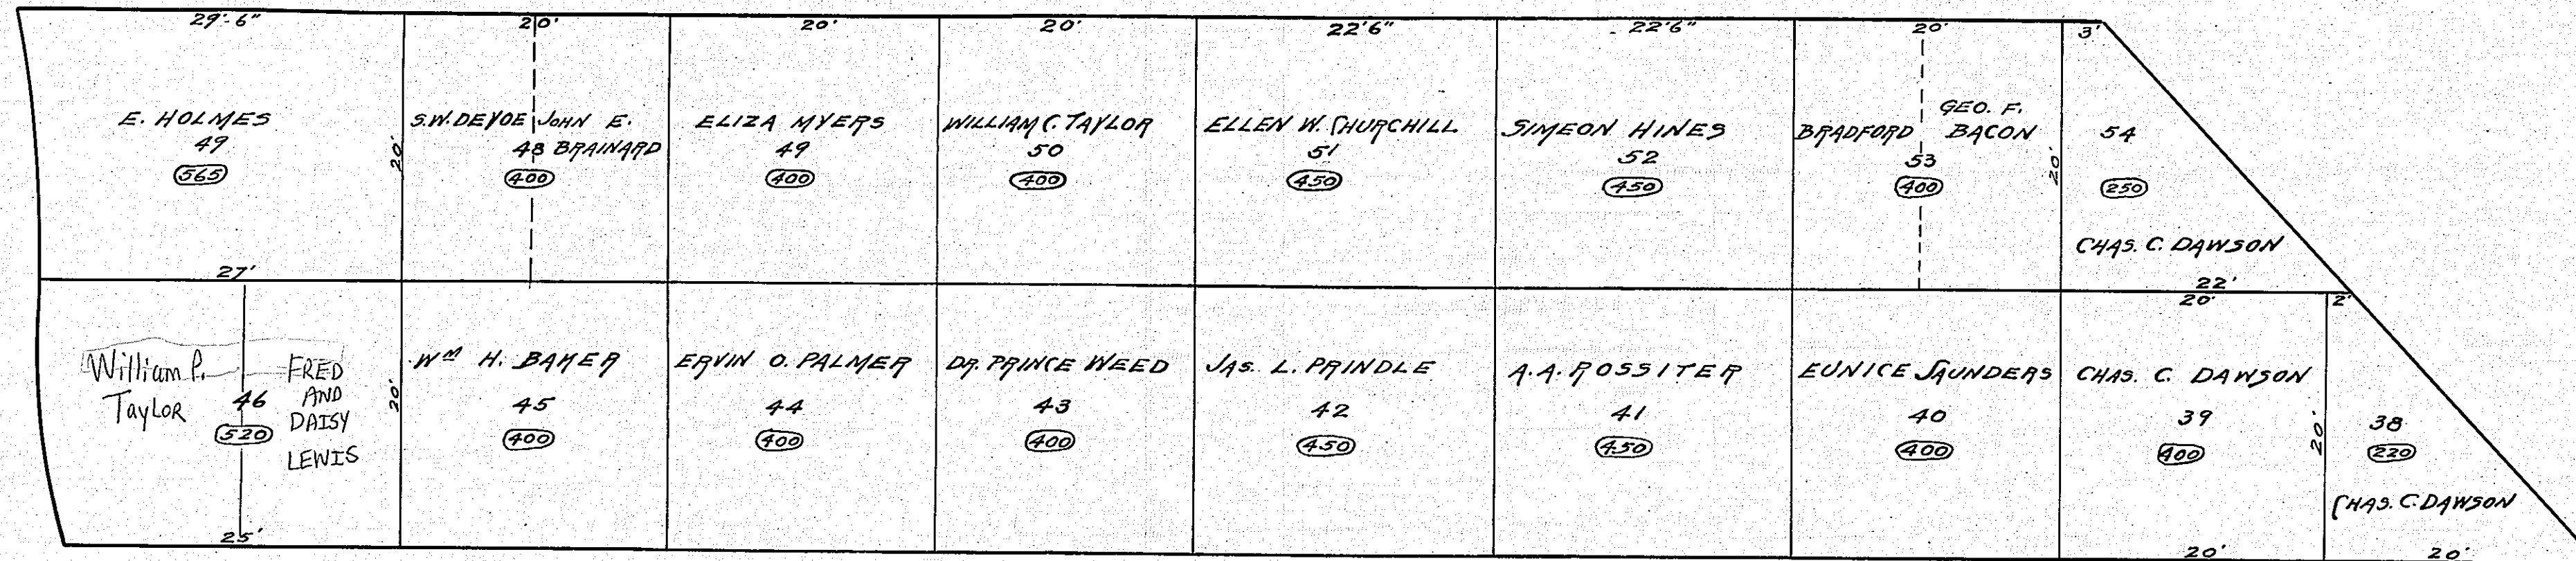 29'-6" 20' 20' 20' 22'6" 22'6" 20' 3'
E. HOLMES
49
565
20'
S.W. DEYOE JOHN E.
48 BRAINARD
400
ELIZA MYERS
49
400
WILLIAM C. TAYLOR
50
400
ELLEN W. CHURCHILL
51
450
SIMEON HINES
52
450
GEO. F.
BRADFORD BACON
53
400
20'
54
250
CHAS. C. DAWSON
27'
22'
20' 2'
William P.
Taylor
46
520
FRED
AND
DAISY
LEWIS
20'
Wm H. BAKER
45
400
ERVIN O. PALMER
44
400
DR. PRINCE WEED
43
400
JAS. L. PRINDLE
42
450
A.A. ROSSITER
41
450
EUNICE SAUNDERS
40
400
CHAS. C. DAWSON
39
400
20'
38
220
CHAS. C. DAWSON
25'
20' 20'